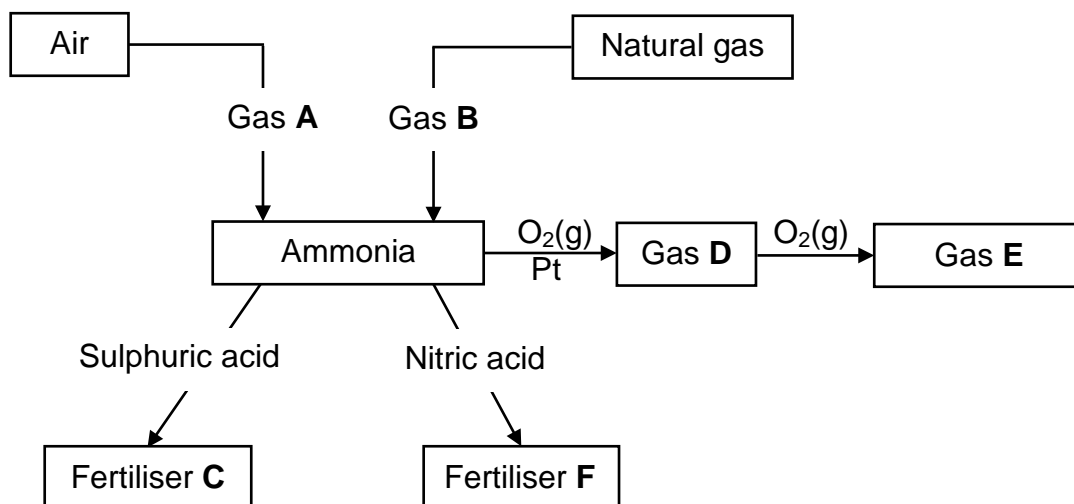 Air
Natural gas
Gas A
Gas B
Ammonia
O₂(g)
Pt
Gas D
O₂(g)
Gas E
Sulphuric acid
Nitric acid
Fertiliser C
Fertiliser F